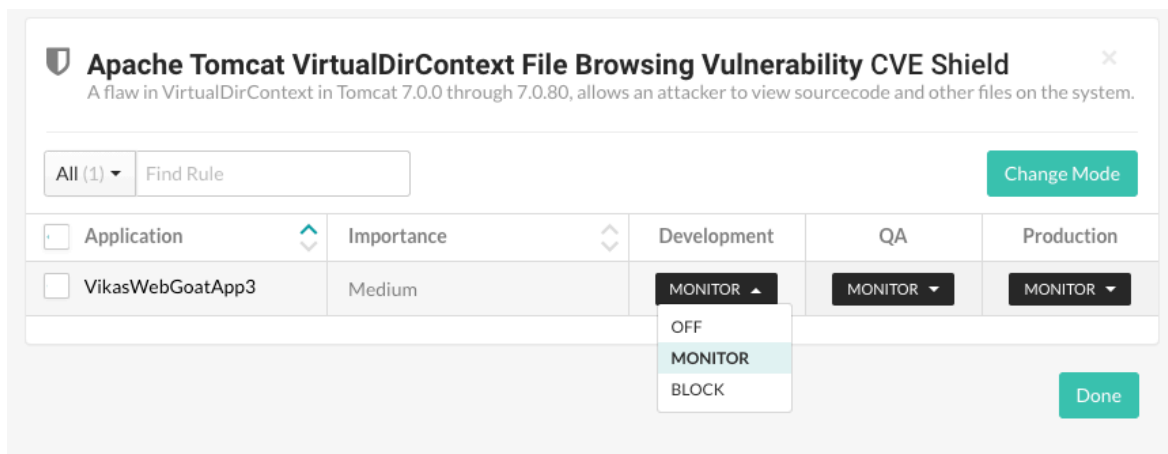 Apache Tomcat VirtualDirContext File Browsing Vulnerability CVE Shield
A flaw in VirtualDirContext in Tomcat 7.0.0 through 7.0.80, allows an attacker to view sourcecode and other files on the system.
All (1) Find Rule Change Mode
Application Importance Development QA Production
VikasWebGoatApp3 Medium MONITOR MONITOR MONITOR
OFF
MONITOR
BLOCK
Done